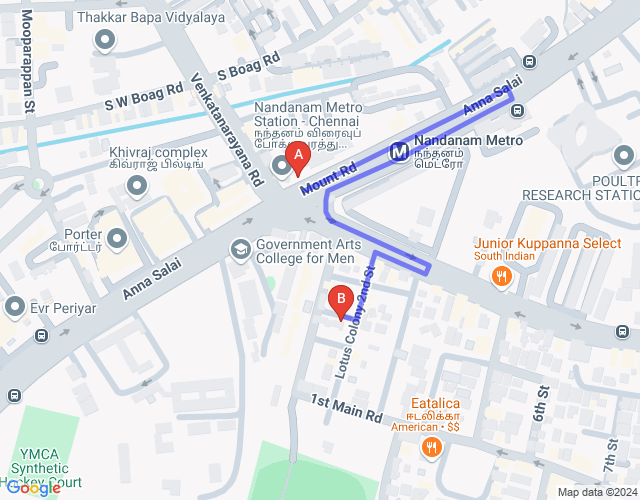 Thakkar Bapa Vidyalaya
Mooparappan St
S Boag Rd
S W Boag Rd
Venkatanarayana Rd
Anna Salai
Nandanam Metro
Station - Chennai
நந்தனம் விரைவுப்
Nandanam Metro
நந்தனம்
மெட்ரோ
M
Khivraj complex
கிவ்ராஜ் பில்டிங்
A
Mount Rd
POULTR
RESEARCH STATIO
Porter
போர்ட்டர்
Government Arts
College for Men
Junior Kuppanna Select
South Indian
Anna Salai
Evr Periyar
B
Lotus Colony 2nd St
1st Main Rd
Eatalica
ஈடலிக்கா
American • $$
6th St
7th St
YMCA
Synthetic
Hockey Court
Google
Map data ©2024